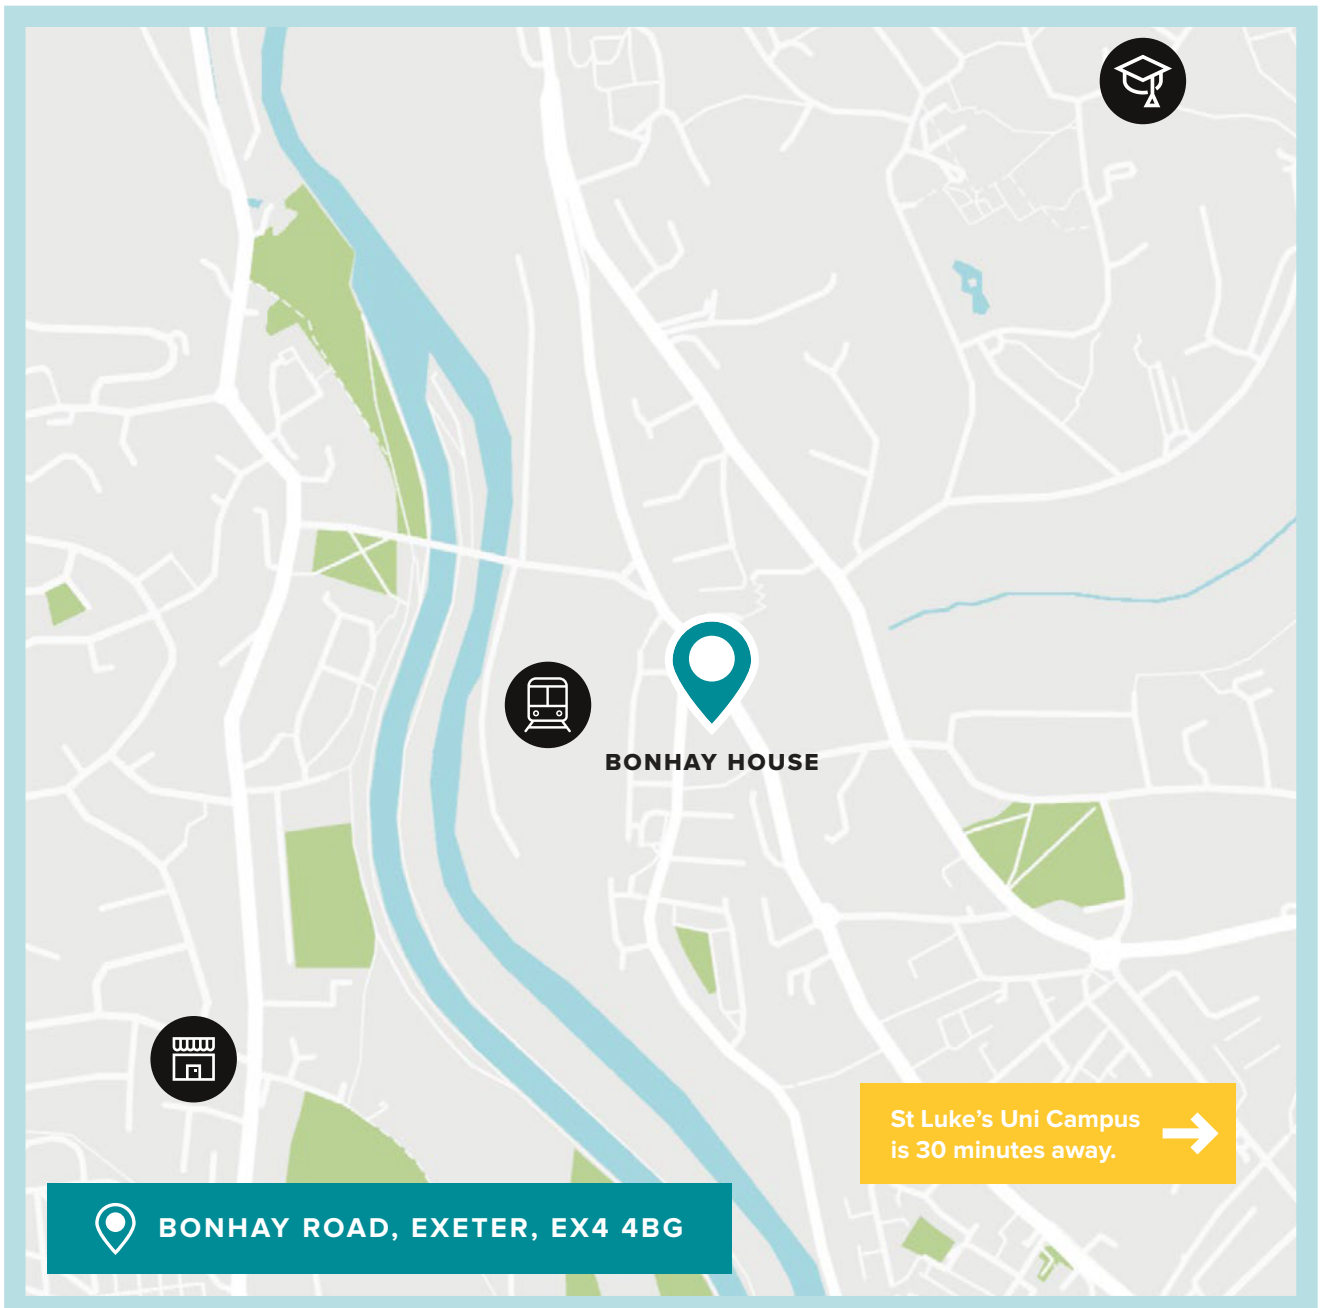 BONHAY HOUSE
St Luke’s Uni Campus
is 30 minutes away.
BONHAY ROAD, EXETER, EX4 4BG